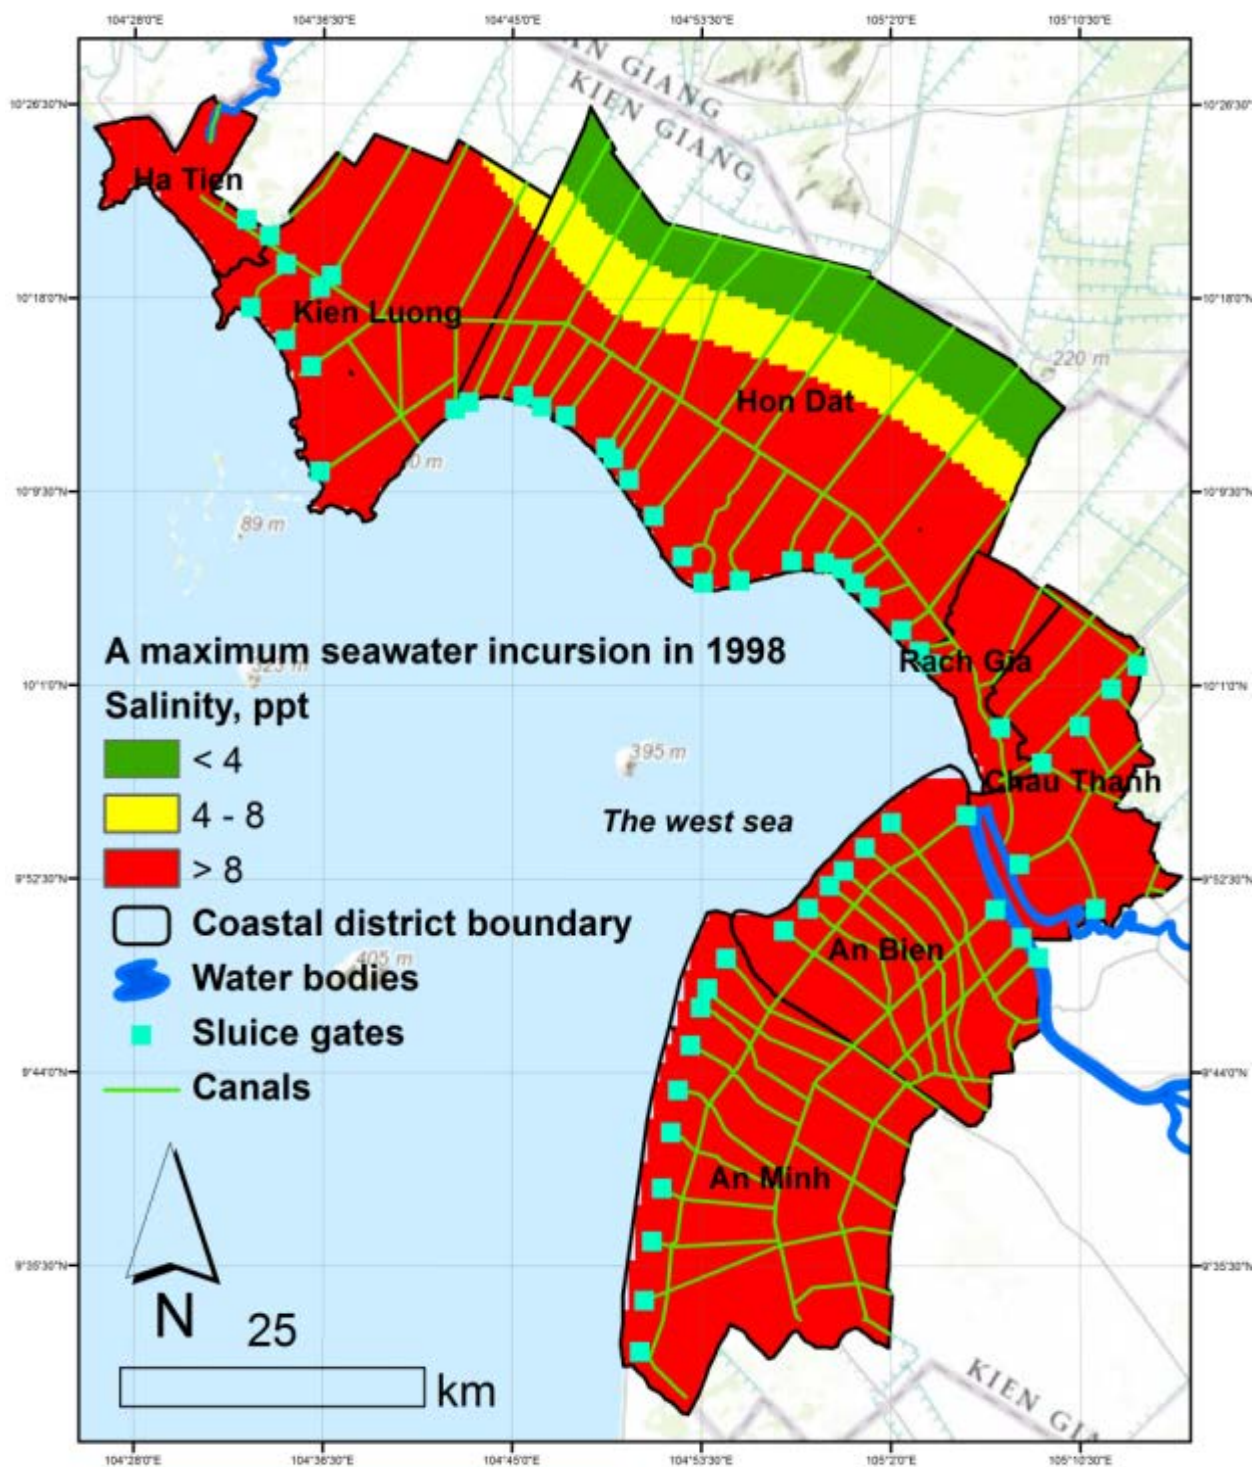 104°28'0"E 104°36'30"E 104°45'0"E 104°53'30"E 105°2'0"E 105°10'30"E
AN GIANG
KIEN GIANG
10°26'30"N 10°26'30"N
Ha Tien
10°18'0"N 10°18'0"N
Kien Luong
220 m
Hon Dat
0 m
10°9'30"N 10°9'30"N
89 m
A maximum seawater incursion in 1998
Rach Gia
323 m
10°1'0"N 10°1'0"N
Salinity, ppt
< 4
395 m
Chau Thanh
4 - 8
The west sea
> 8
9°52'30"N 9°52'30"N
Coastal district boundary
An Bien
405 m
Water bodies
Sluice gates
9°44'0"N 9°44'0"N
Canals
An Minh
9°35'30"N 9°35'30"N
N
25
km
KIEN GIA
104°28'0"E 104°36'30"E 104°45'0"E 104°53'30"E 105°2'0"E 105°10'30"E